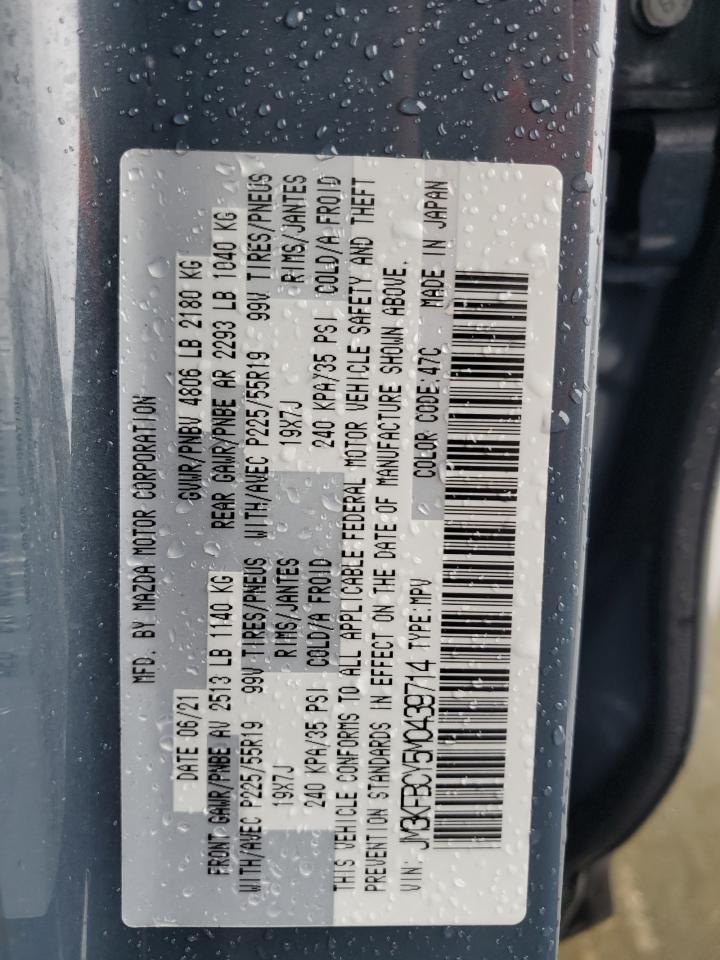 MFD. BY MAZDA MOTOR CORPORATION
DATE 06/21 GVWR/PNBV 4806 LB 2180 KG
FRONT GAWR/PNBE AV 2513 LB 1140 KG REAR GAWR/PNBE AR 2293 LB 1040 KG
WITH/AVEC P225/55R19 99V TIRES/PNEUS WITH/AVEC P225/55R19 99V TIRES/PNEUS
19X7J RIMS/JANTES 19X7J RIMS/JANTES
240 KPA/35 PSI COLD/A FROID 240 KPA/35 PSI COLD/A FROID
THIS VEHICLE CONFORMS TO ALL APPLICABLE FEDERAL MOTOR VEHICLE SAFETY AND THEFT
PREVENTION STANDARDS IN EFFECT ON THE DATE OF MANUFACTURE SHOWN ABOVE.
VIN: JM3KFBCY5M0439714 TYPE:MPV COLOR CODE:47C MADE IN JAPAN